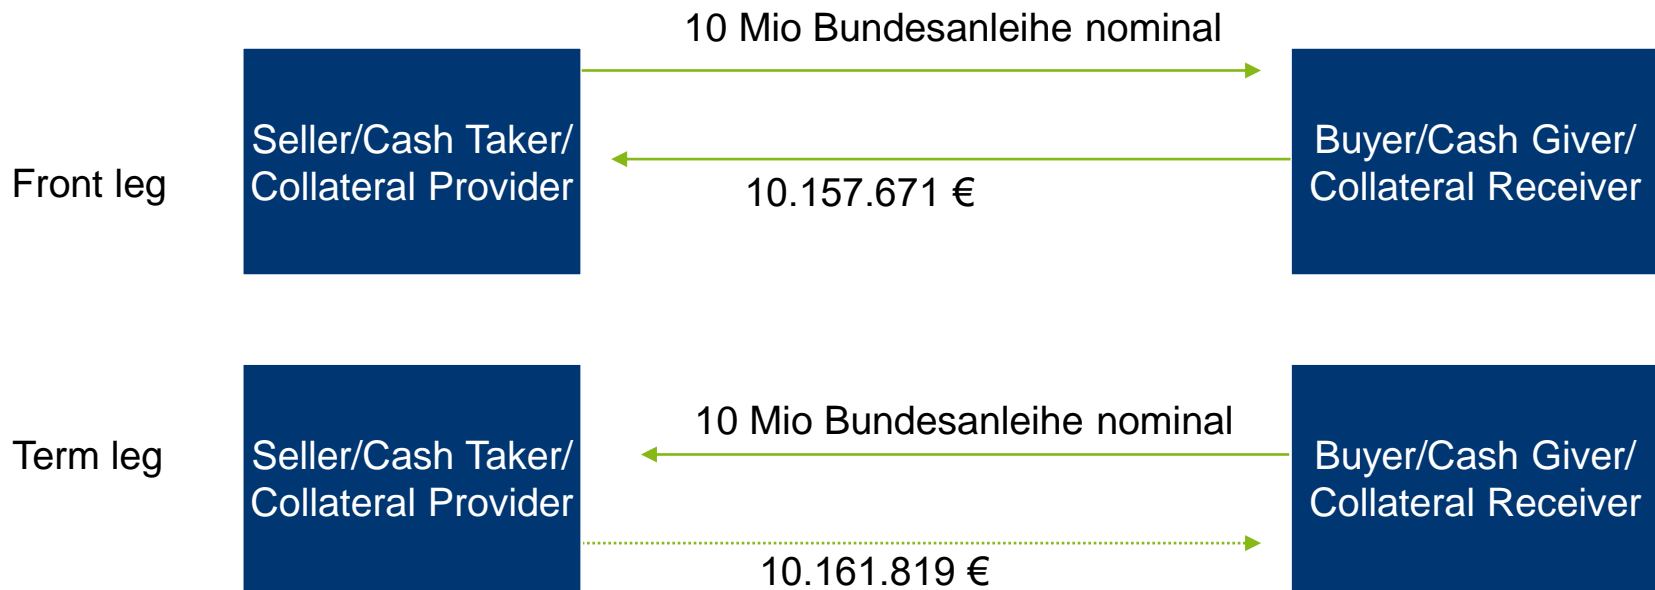 10 Mio Bundesanleihe nominal
Front leg
Seller/Cash Taker/
Collateral Provider
10.157.671 €
Buyer/Cash Giver/
Collateral Receiver
Term leg
Seller/Cash Taker/
Collateral Provider
10 Mio Bundesanleihe nominal
10.161.819 €
Buyer/Cash Giver/
Collateral Receiver